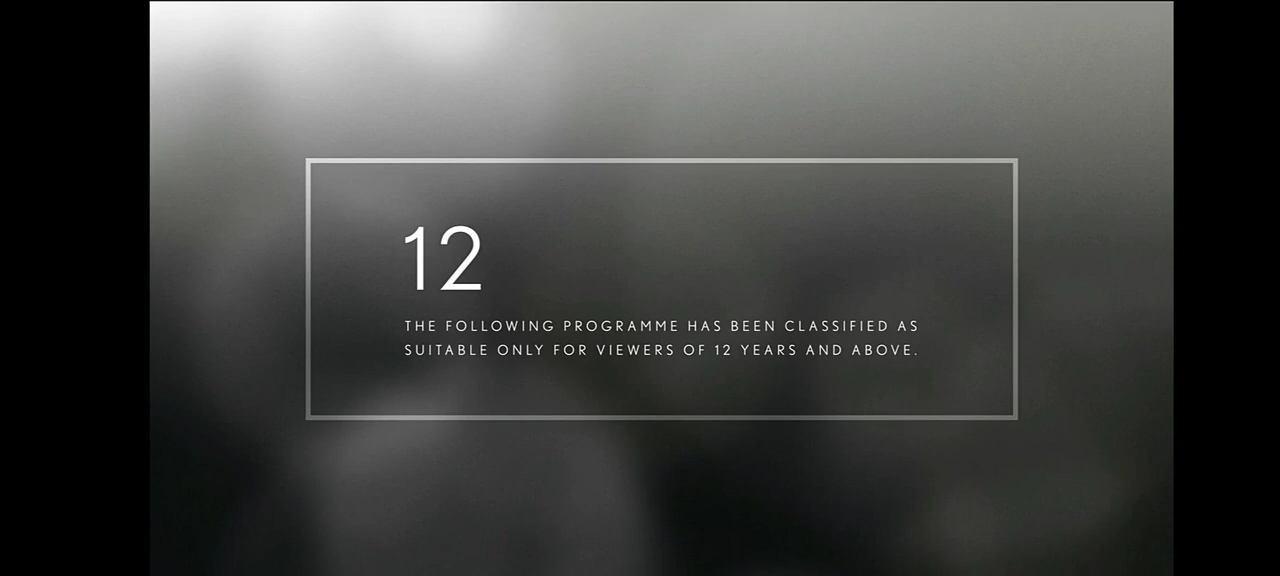 12
THE FOLLOWING PROGRAMME HAS BEEN CLASSIFIED AS
SUITABLE ONLY FOR VIEWERS OF 12 YEARS AND ABOVE.